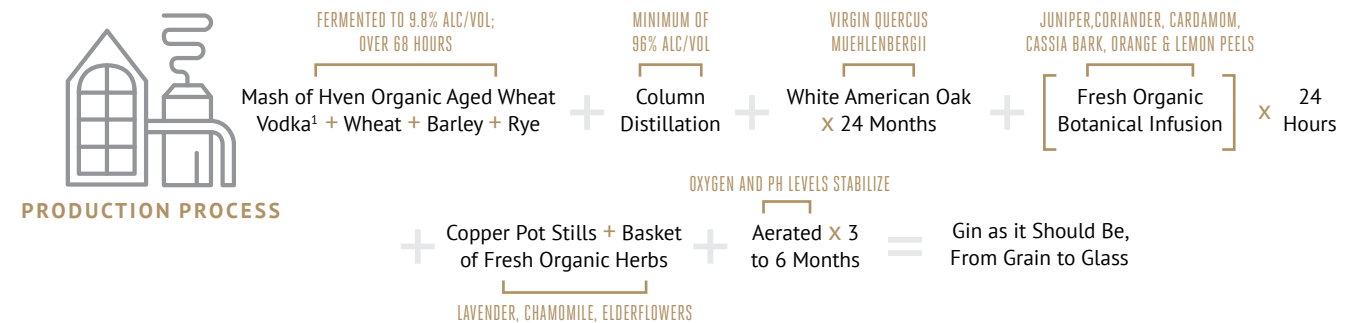 FERMENTED TO 9.8% ALC/VOL;
OVER 68 HOURS
Mash of Hven Organic Aged Wheat
Vodka¹ + Wheat + Barley + Rye
+
MINIMUM OF
96% ALC/VOL
Column
Distillation
+
VIRGIN QUERCUS
MUEHLENBERGII
White American Oak
x 24 Months
+
JUNIPER,CORIANDER, CARDAMOM,
CASSIA BARK, ORANGE & LEMON PEELS
[Fresh Organic
Botanical Infusion]
x
24
Hours
PRODUCTION PROCESS
+
Copper Pot Stills + Basket
of Fresh Organic Herbs
LAVENDER, CHAMOMILE, ELDERFLOWERS
+
OXYGEN AND PH LEVELS STABILIZE
Aerated x 3
to 6 Months
=
Gin as it Should Be,
From Grain to Glass